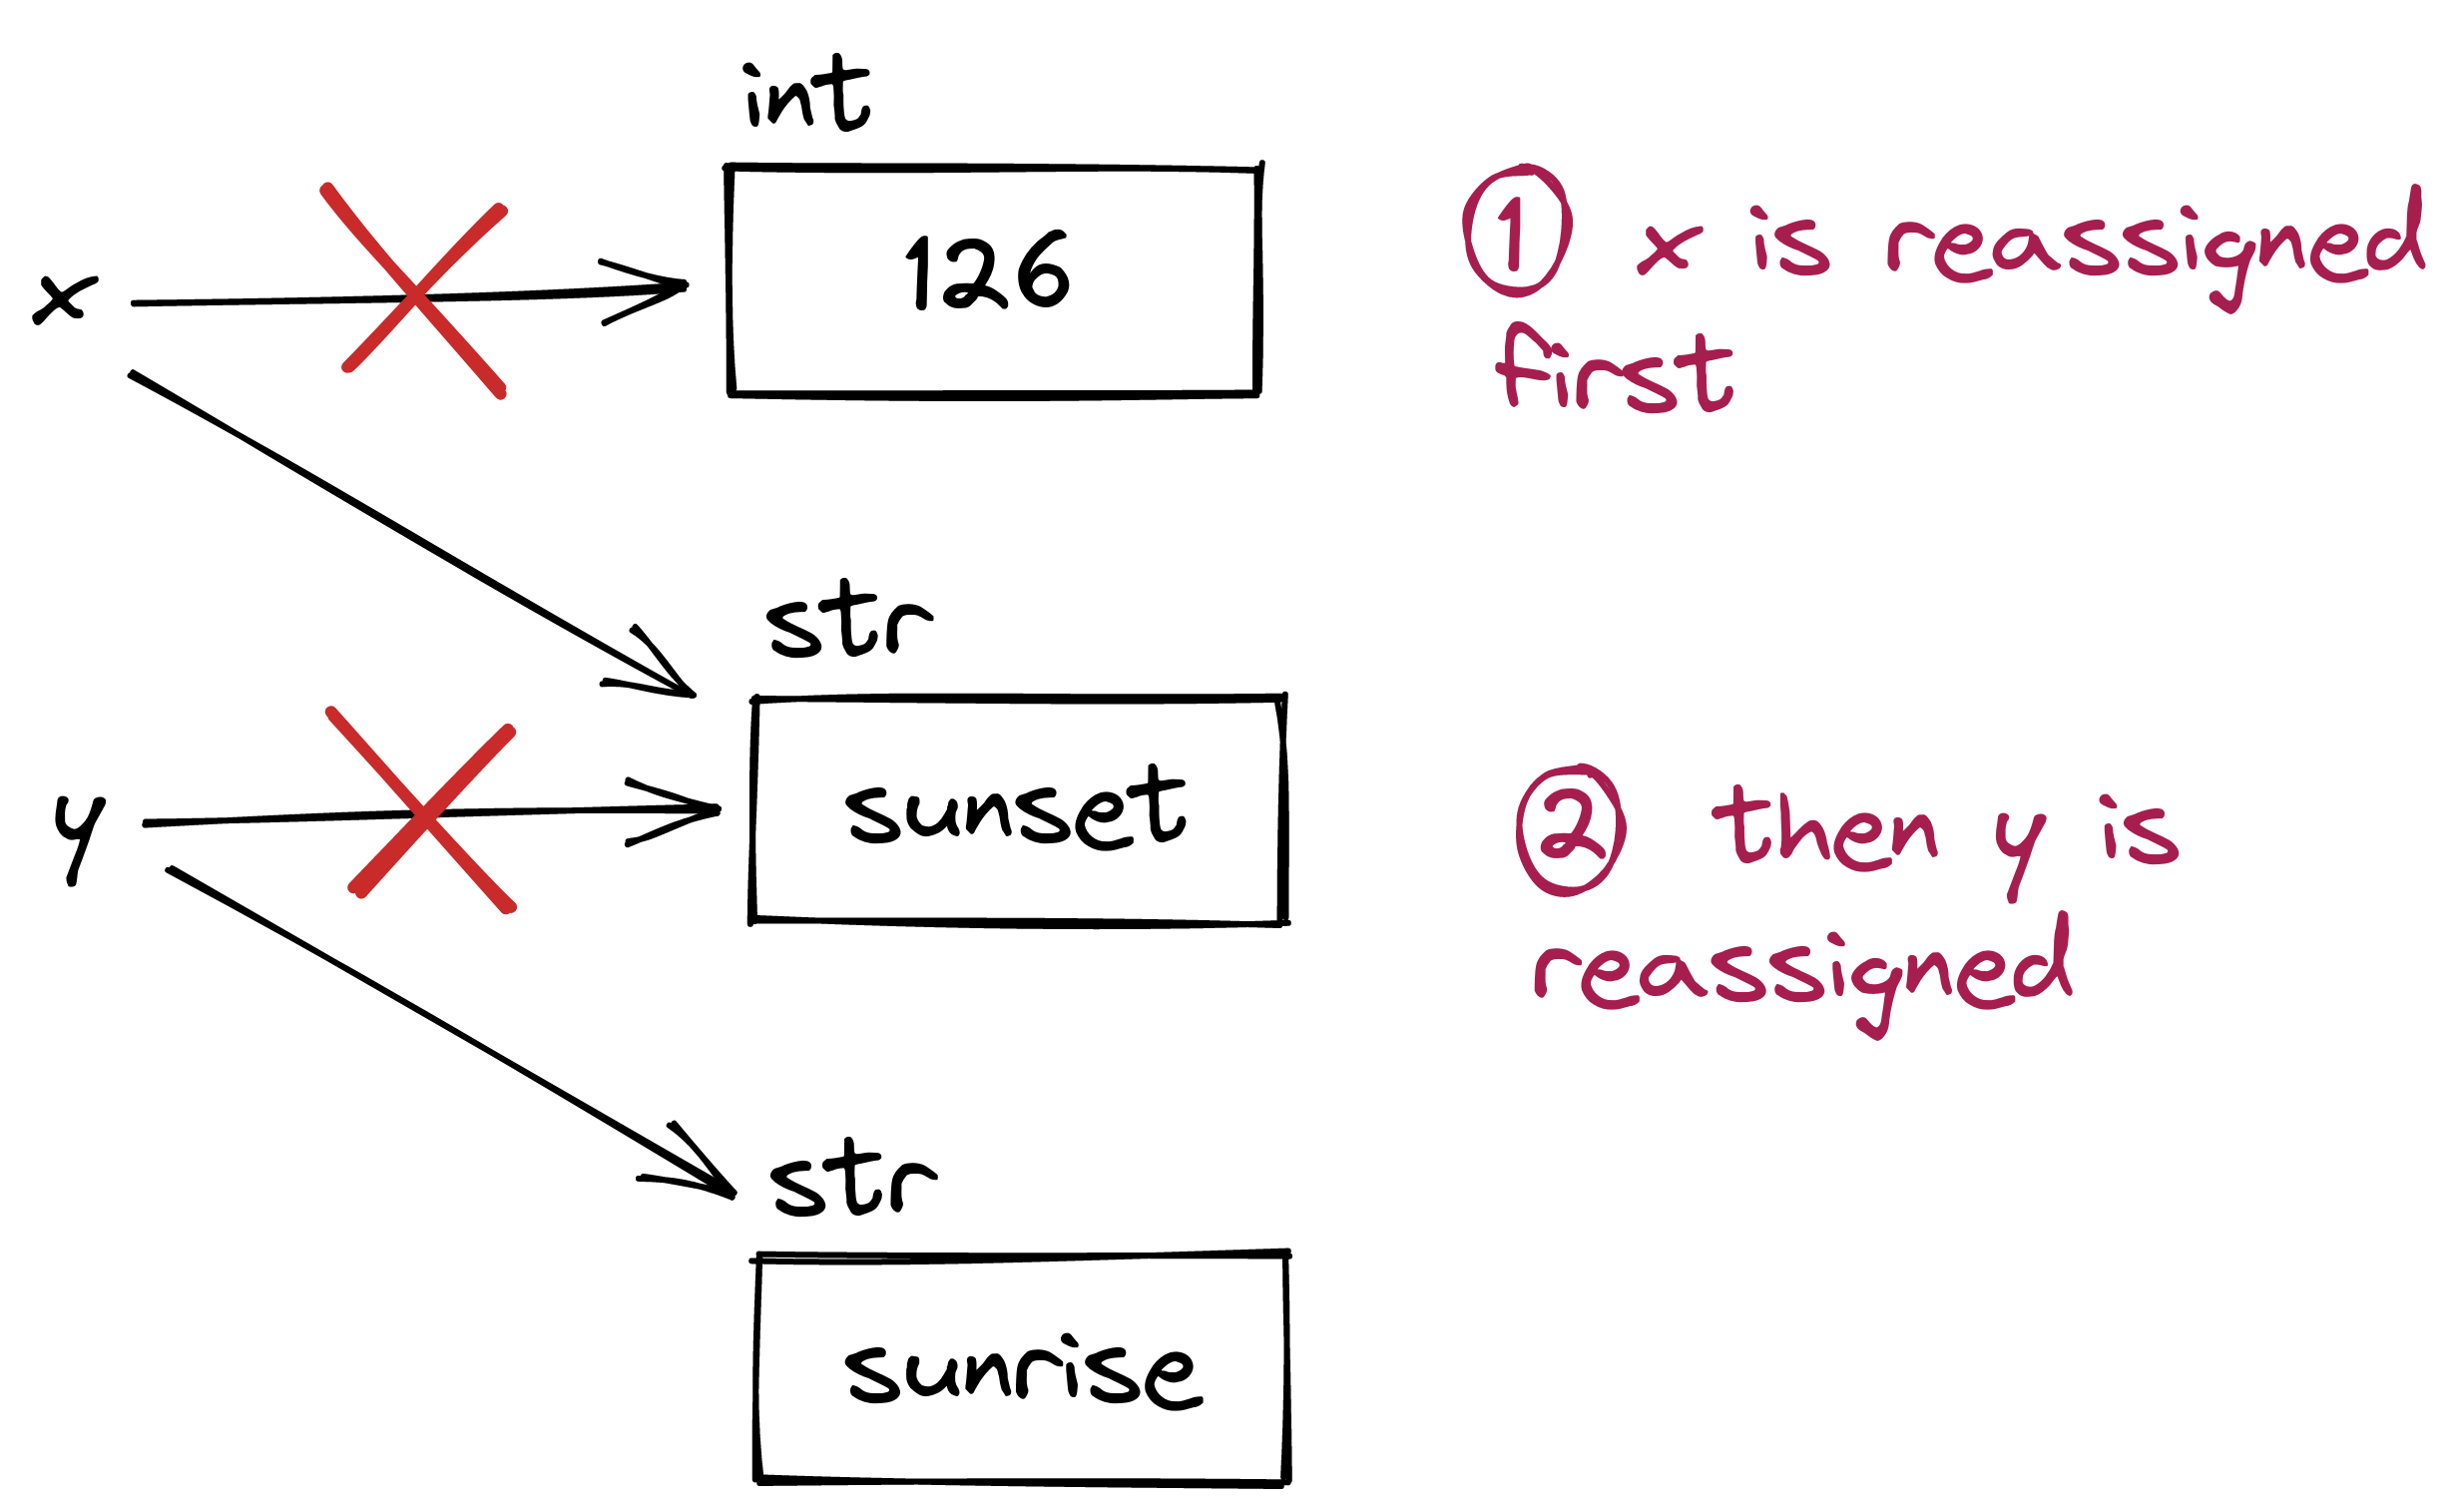 int
x
126
① x is reassigned
first
str
y
sunset
② then y is
reassigned
str
sunrise